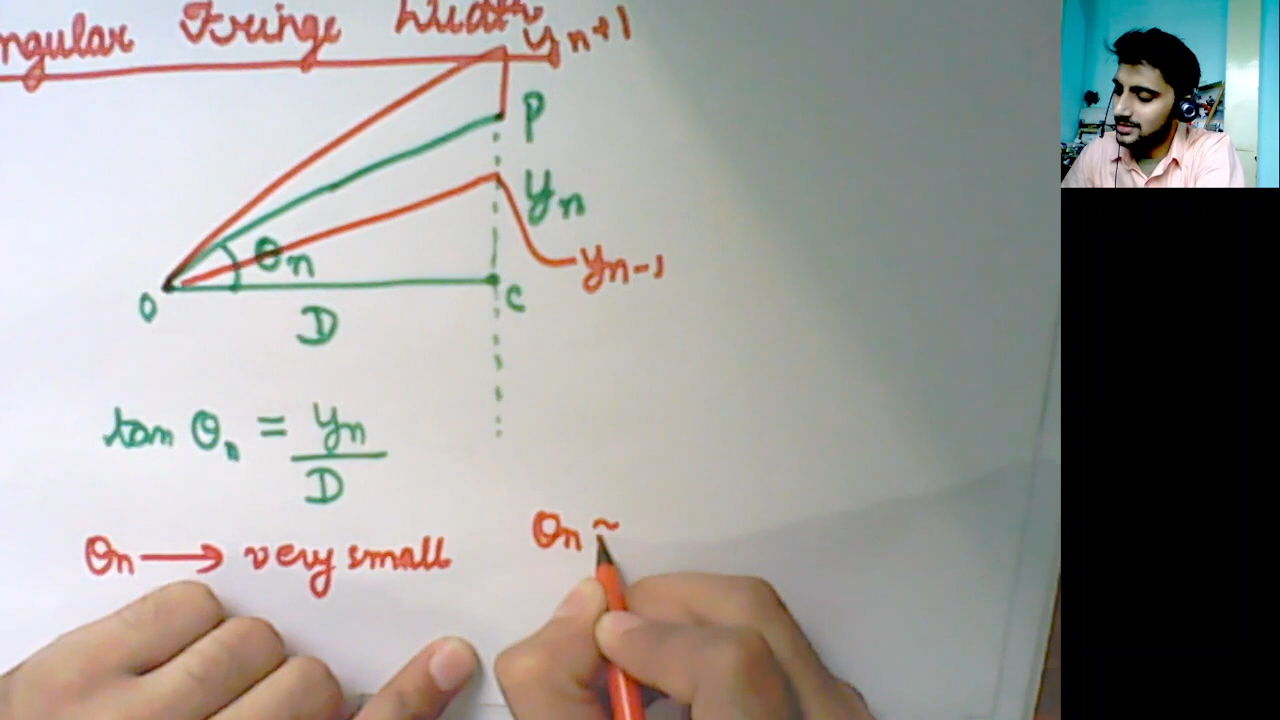 ngular Fringe Width
yn+1
P
yn
θn
yn-1
O
C
D
tan θn = yn
D
θn → very small
θn ~